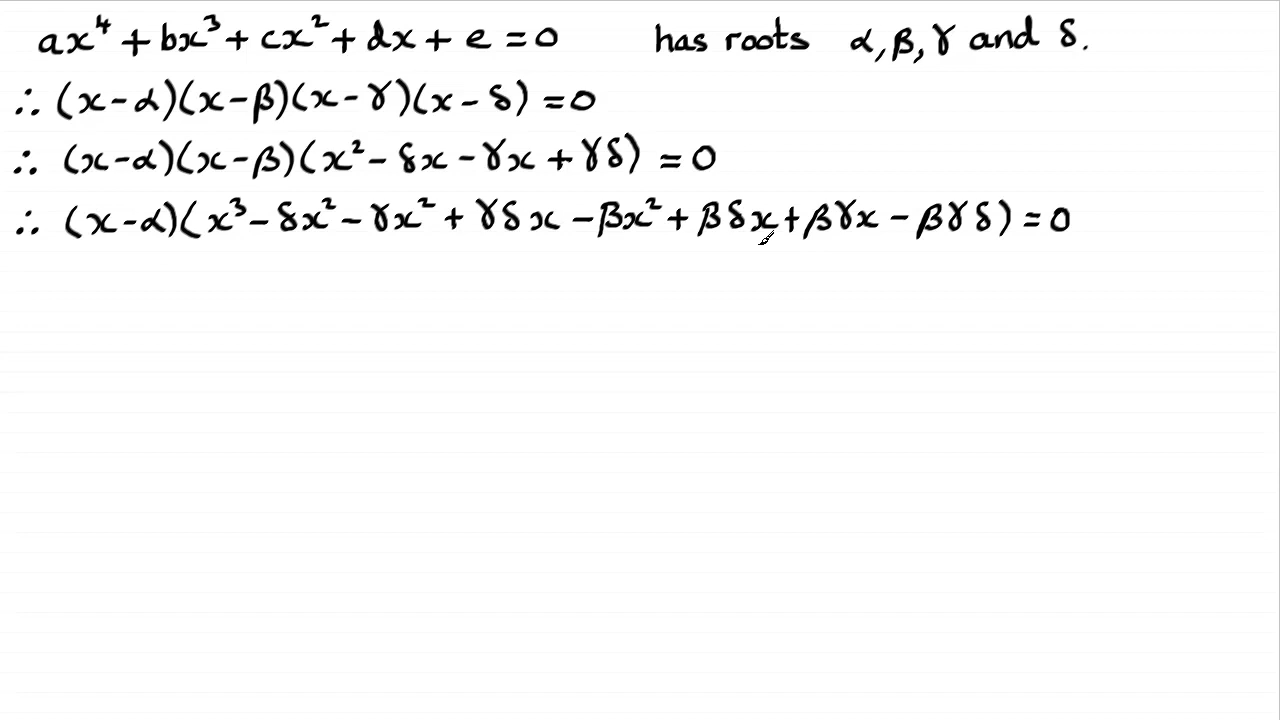 ax⁴ + bx³ + cx² + dx + e = 0 has roots α, β, γ and δ.
∴ (x-α)(x-β)(x-γ)(x-δ) = 0
∴ (x-α)(x-β)(x² - δx - γx + γδ) = 0
∴ (x-α)(x³ - δx² - γx² + γδx - βx² + βδx + βγx - βγδ) = 0